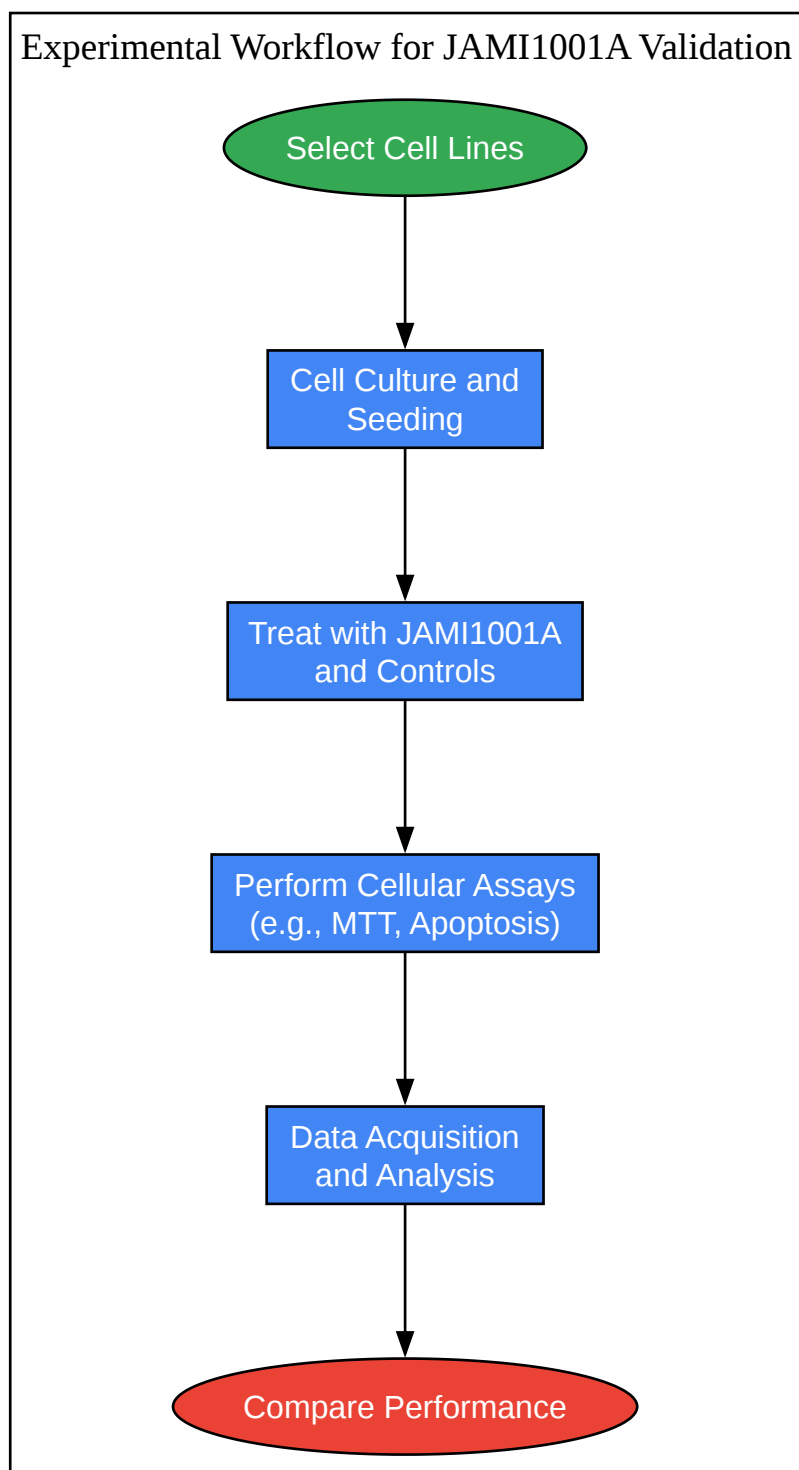 Experimental Workflow for JAMI1001A Validation
Select Cell Lines
Cell Culture and
Seeding
Treat with JAMI1001A
and Controls
Perform Cellular Assays
(e.g., MTT, Apoptosis)
Data Acquisition
and Analysis
Compare Performance